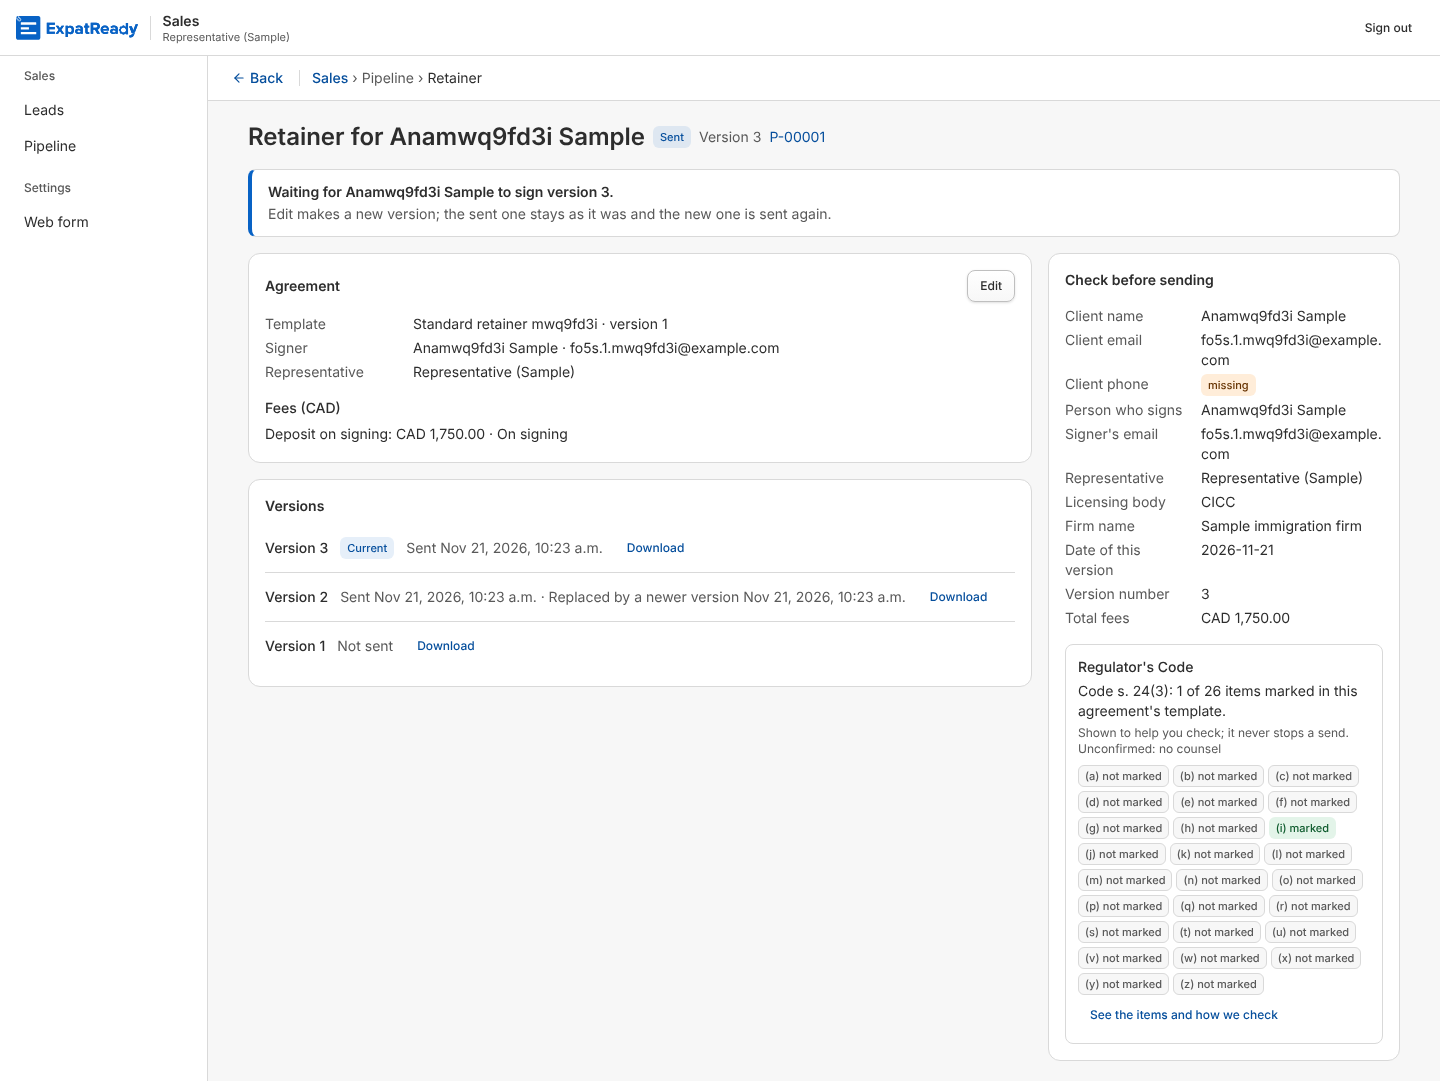 ExpatReady
Sales
Representative (Sample)
Sign out
Sales
Leads
Pipeline
Settings
Web form
← Back
Sales › Pipeline › Retainer
Retainer for Anamwq9fd3i Sample Sent Version 3 P-00001
Waiting for Anamwq9fd3i Sample to sign version 3.
Edit makes a new version; the sent one stays as it was and the new one is sent again.
Agreement
Edit
Template Standard retainer mwq9fd3i · version 1
Signer Anamwq9fd3i Sample · fo5s.1.mwq9fd3i@example.com
Representative Representative (Sample)
Fees (CAD)
Deposit on signing: CAD 1,750.00 · On signing
Versions
Version 3 Current Sent Nov 21, 2026, 10:23 a.m. Download
Version 2 Sent Nov 21, 2026, 10:23 a.m. · Replaced by a newer version Nov 21, 2026, 10:23 a.m. Download
Version 1 Not sent Download
Check before sending
Client name Anamwq9fd3i Sample
Client email fo5s.1.mwq9fd3i@example.
com
Client phone missing
Person who signs Anamwq9fd3i Sample
Signer's email fo5s.1.mwq9fd3i@example.
com
Representative Representative (Sample)
Licensing body CICC
Firm name Sample immigration firm
Date of this 2026-11-21
version
Version number 3
Total fees CAD 1,750.00
Regulator's Code
Code s. 24(3): 1 of 26 items marked in this
agreement's template.
Shown to help you check; it never stops a send.
Unconfirmed: no counsel
(a) not marked (b) not marked (c) not marked
(d) not marked (e) not marked (f) not marked
(g) not marked (h) not marked (i) marked
(j) not marked (k) not marked (l) not marked
(m) not marked (n) not marked (o) not marked
(p) not marked (q) not marked (r) not marked
(s) not marked (t) not marked (u) not marked
(v) not marked (w) not marked (x) not marked
(y) not marked (z) not marked
See the items and how we check